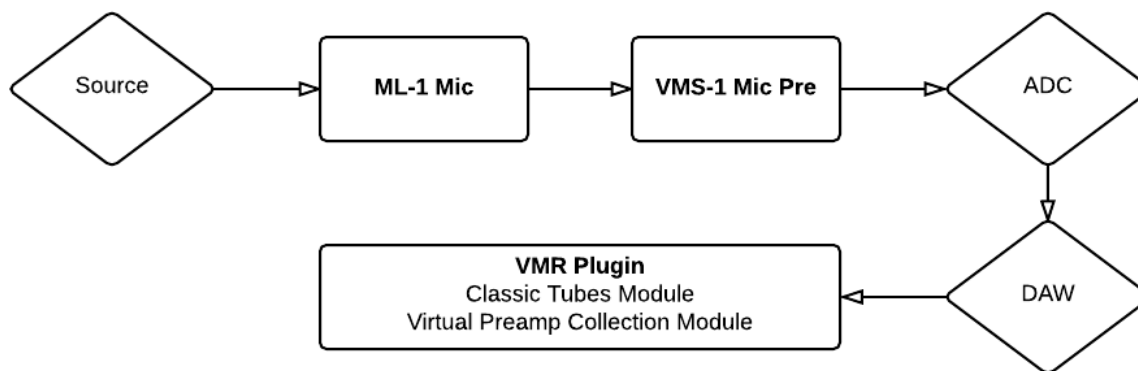 Source
ML-1 Mic
VMS-1 Mic Pre
ADC
VMR Plugin
Classic Tubes Module
Virtual Preamp Collection Module
DAW